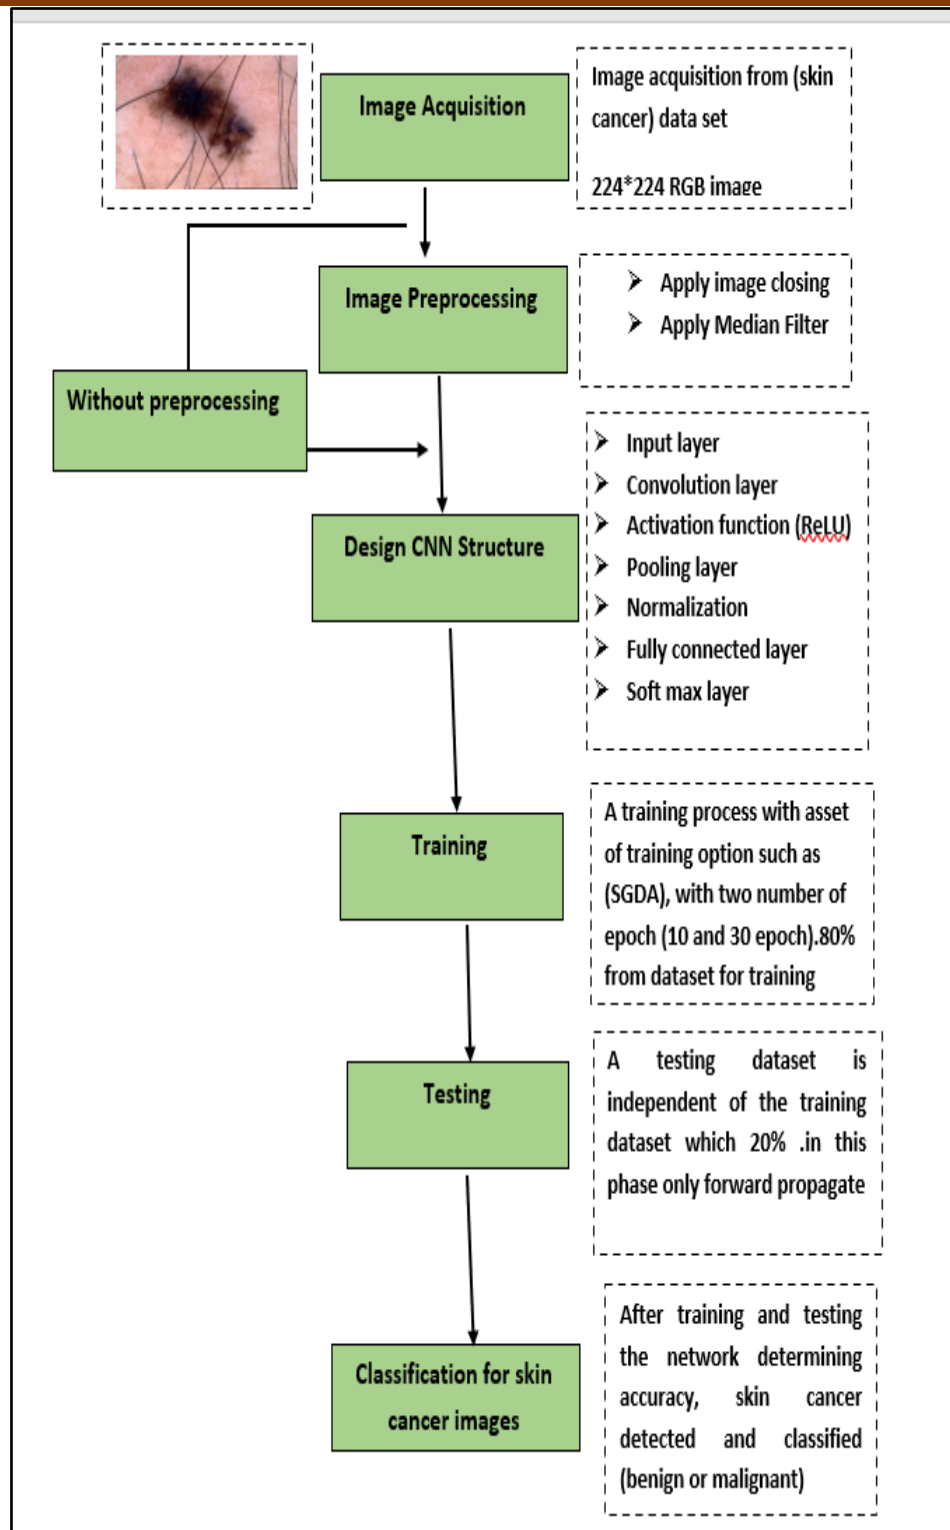 Image Acquisition
Image acquisition from (skin
cancer) data set
224*224 RGB image
Image Preprocessing
➢ Apply image closing
➢ Apply Median Filter
Without preprocessing
Design CNN Structure
➢ Input layer
➢ Convolution layer
➢ Activation function (ReLU)
➢ Pooling layer
➢ Normalization
➢ Fully connected layer
➢ Soft max layer
Training
A training process with asset
of training option such as
(SGDA), with two number of
epoch (10 and 30 epoch).80%
from dataset for training
Testing
A testing dataset is
independent of the training
dataset which 20% .in this
phase only forward propagate
Classification for skin
cancer images
After training and testing
the network determining
accuracy, skin cancer
detected and classified
(benign or malignant)